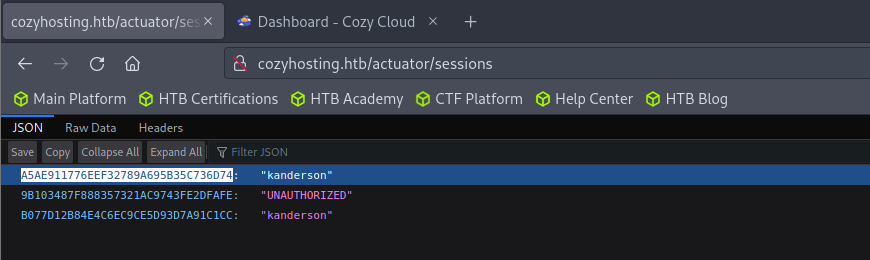 cozyhosting.htb/actuator/ses
Dashboard - Cozy Cloud
cozyhosting.htb/actuator/sessions
Main Platform HTB Certifications HTB Academy CTF Platform Help Center HTB Blog
JSON Raw Data Headers
Save Copy Collapse All Expand All Filter JSON
A5AE911776EEF32789A695B35C736D74: "kanderson"
9B103487F888357321AC9743FE2DFAFE: "UNAUTHORIZED"
B077D12B84E4C6EC9CE5D93D7A91C1CC: "kanderson"